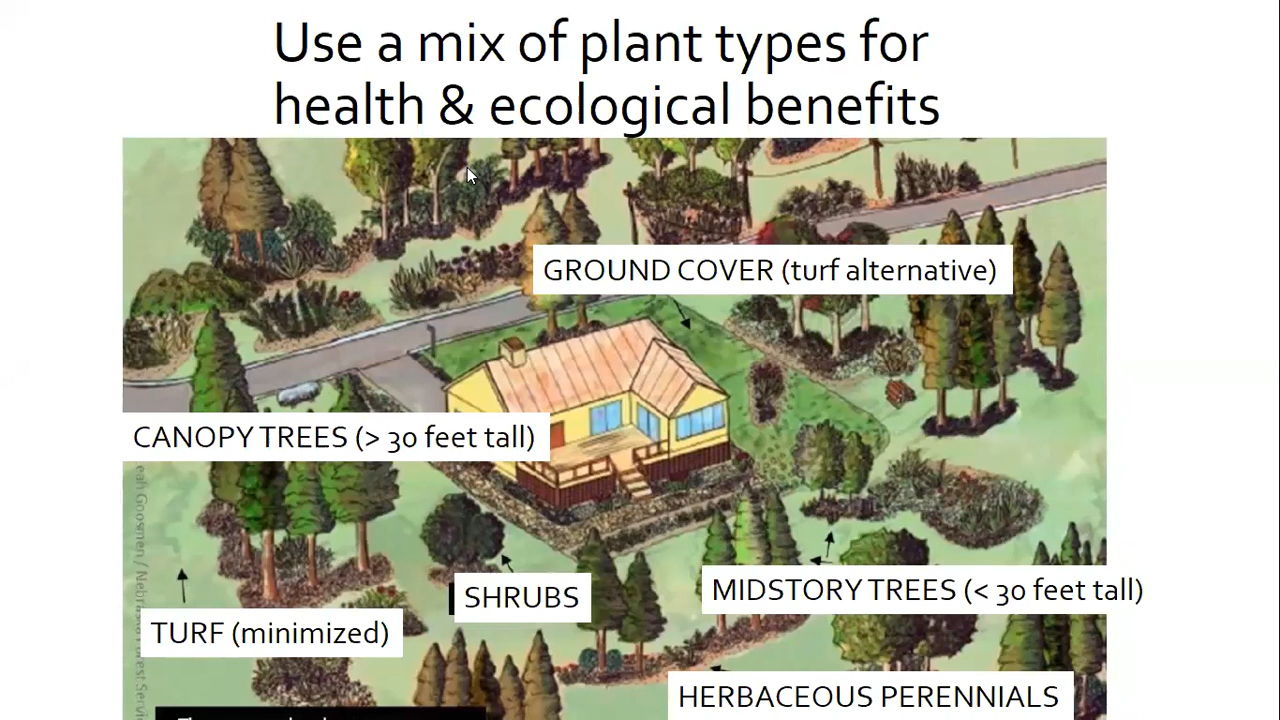 Use a mix of plant types for
health & ecological benefits
GROUND COVER (turf alternative)
CANOPY TREES (> 30 feet tall)
SHRUBS
MIDSTORY TREES (< 30 feet tall)
TURF (minimized)
HERBACEOUS PERENNIALS